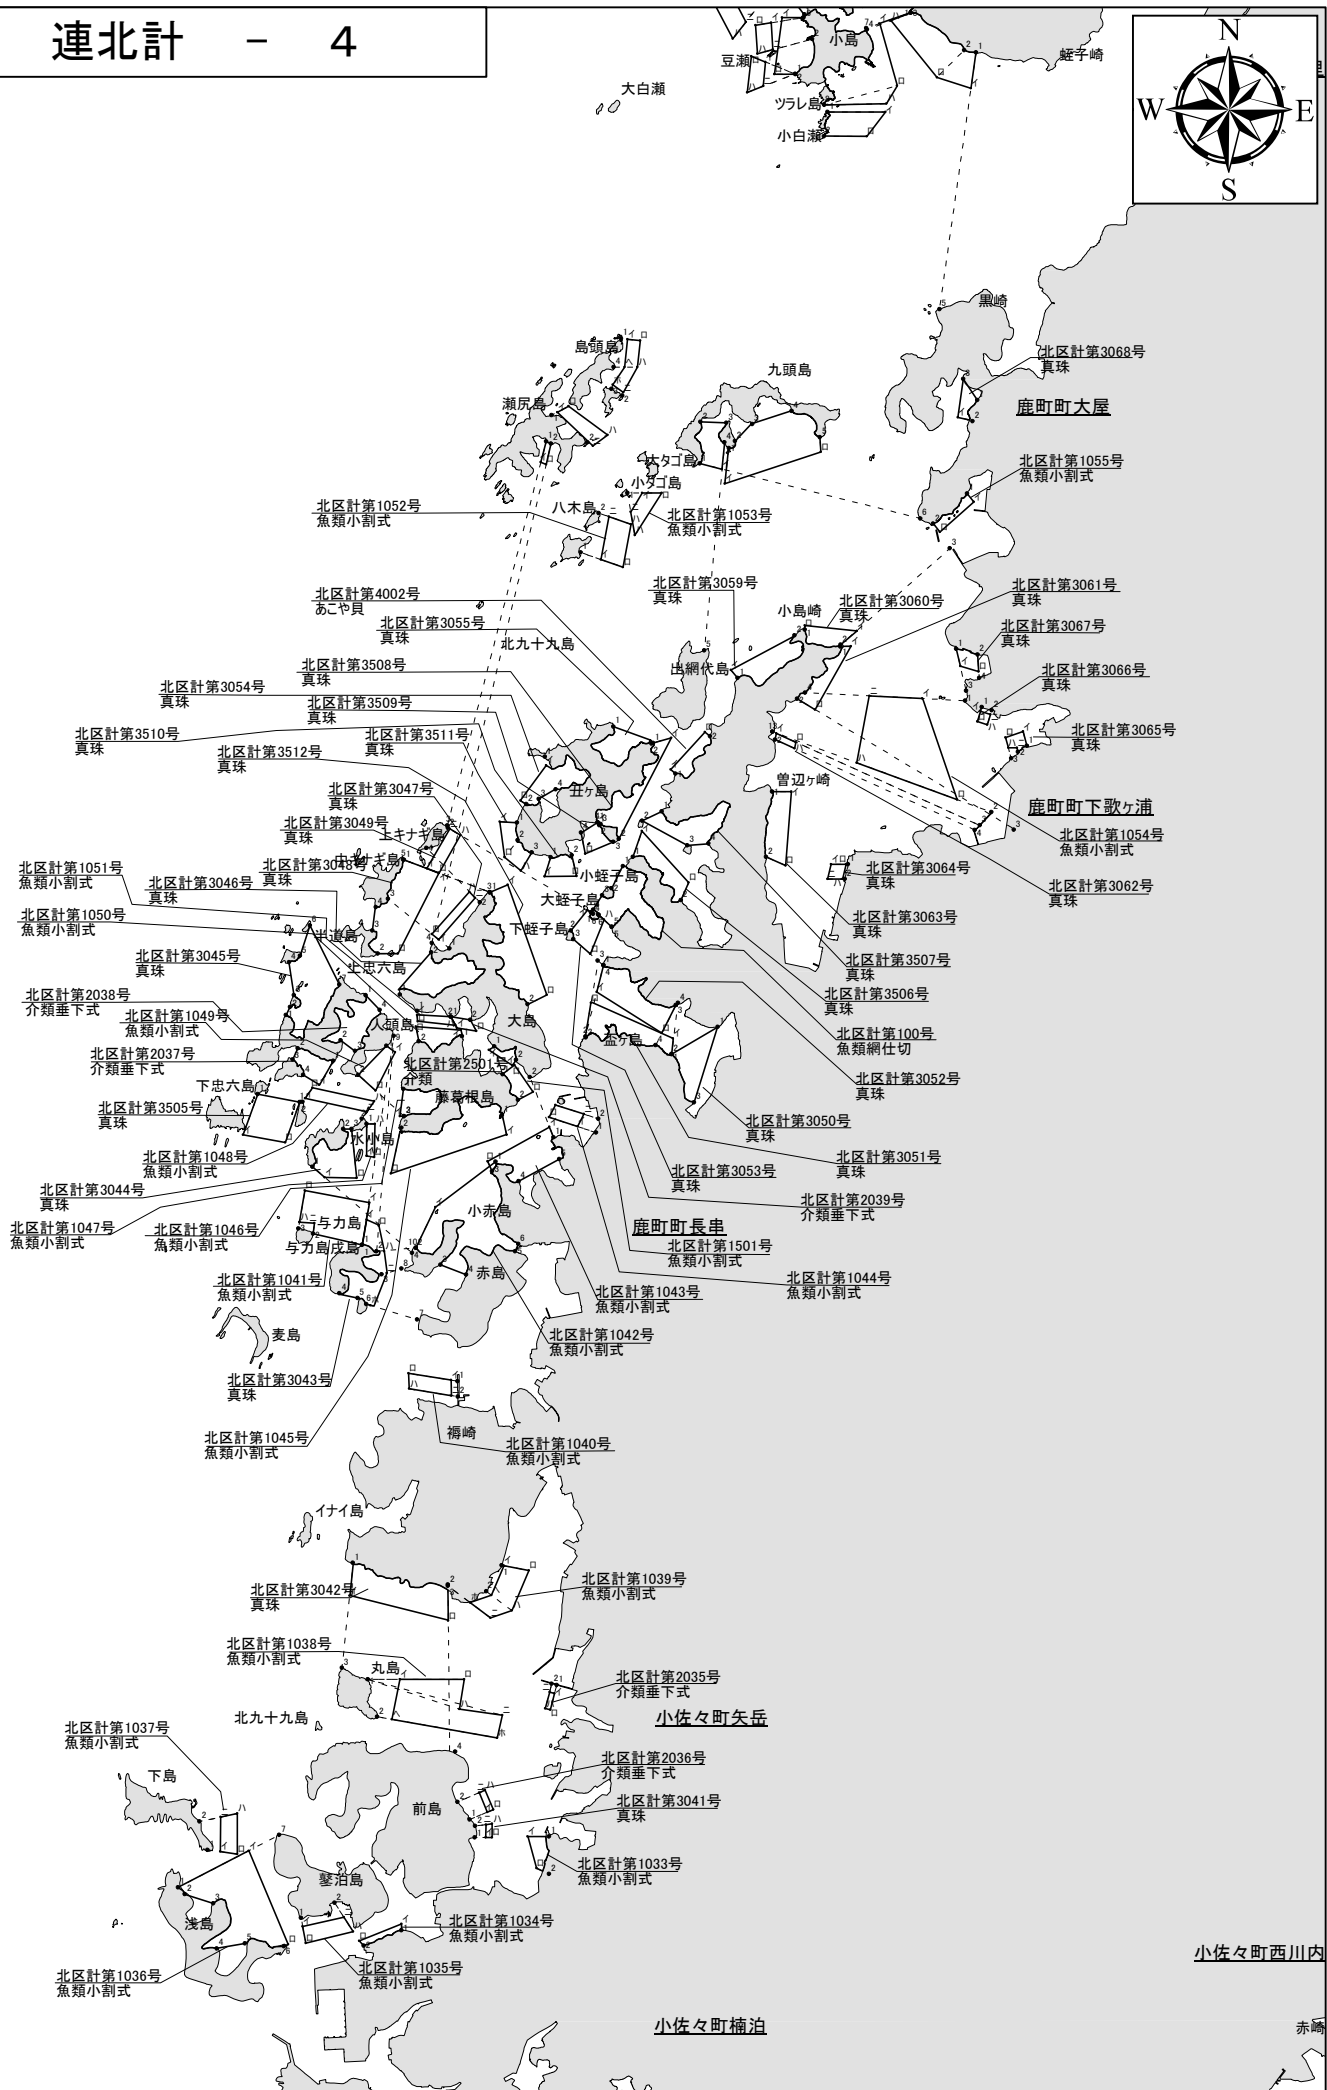 連北計 － 4
N
W
E
S
小島
豆瀬
蛭子崎
大白瀬
ツラレ島
小白瀬
黒崎
島頭島
九頭島
北区計第3068号
真珠
瀬尻島
鹿町町大屋
大タゴ島
北区計第1055号
魚類小割式
小タゴ島
八木島
北区計第1052号
魚類小割式
北区計第1053号
魚類小割式
北区計第3059号
真珠
北区計第3061号
真珠
北区計第4002号
あこや貝
小島崎
北区計第3060号
真珠
北区計第3055号
真珠
北九十九島
北区計第3067号
真珠
北区計第3508号
真珠
出網代島
北区計第3066号
真珠
北区計第3054号
真珠
北区計第3509号
真珠
北区計第3510号
真珠
北区計第3511号
真珠
北区計第3065号
真珠
北区計第3512号
真珠
曽辺ヶ崎
丑ヶ島
北区計第3047号
真珠
鹿町町下歌ヶ浦
北区計第3049号
真珠
上キナギ島
北区計第1054号
魚類小割式
中キナギ島
北区計第3048号
真珠
北区計第1051号
魚類小割式
北区計第3064号
真珠
北区計第3046号
真珠
小蛭子島
北区計第3062号
真珠
大蛭子島
北区計第1050号
魚類小割式
北区計第3063号
真珠
下蛭子島
半道島
北区計第3045号
真珠
上忠六島
北区計第3507号
真珠
北区計第2038号
介類垂下式
北区計第3506号
真珠
北区計第1049号
魚類小割式
人頭島
大島
北区計第100号
魚類網仕切
盃ヶ島
北区計第2037号
介類垂下式
北区計第2501号
介類
北区計第3052号
真珠
下忠六島
藤葛根島
北区計第3505号
真珠
北区計第3050号
真珠
水小島
北区計第1048号
魚類小割式
北区計第3051号
真珠
北区計第3053号
真珠
北区計第3044号
真珠
北区計第2039号
介類垂下式
小赤島
北区計第1047号
魚類小割式
北区計第1046号
魚類小割式
与力島
鹿町町長串
与力島戌島
北区計第1501号
魚類小割式
赤島
北区計第1041号
魚類小割式
北区計第1044号
魚類小割式
北区計第1043号
魚類小割式
麦島
北区計第1042号
魚類小割式
北区計第3043号
真珠
褥崎
北区計第1045号
魚類小割式
北区計第1040号
魚類小割式
イナイ島
北区計第3042号
真珠
北区計第1039号
魚類小割式
北区計第1038号
魚類小割式
丸島
北区計第2035号
介類垂下式
北九十九島
小佐々町矢岳
北区計第1037号
魚類小割式
北区計第2036号
介類垂下式
下島
前島
北区計第3041号
真珠
北区計第1033号
魚類小割式
鼕泊島
浅島
北区計第1034号
魚類小割式
北区計第1036号
魚類小割式
北区計第1035号
魚類小割式
小佐々町西川内
小佐々町楠泊
赤崎